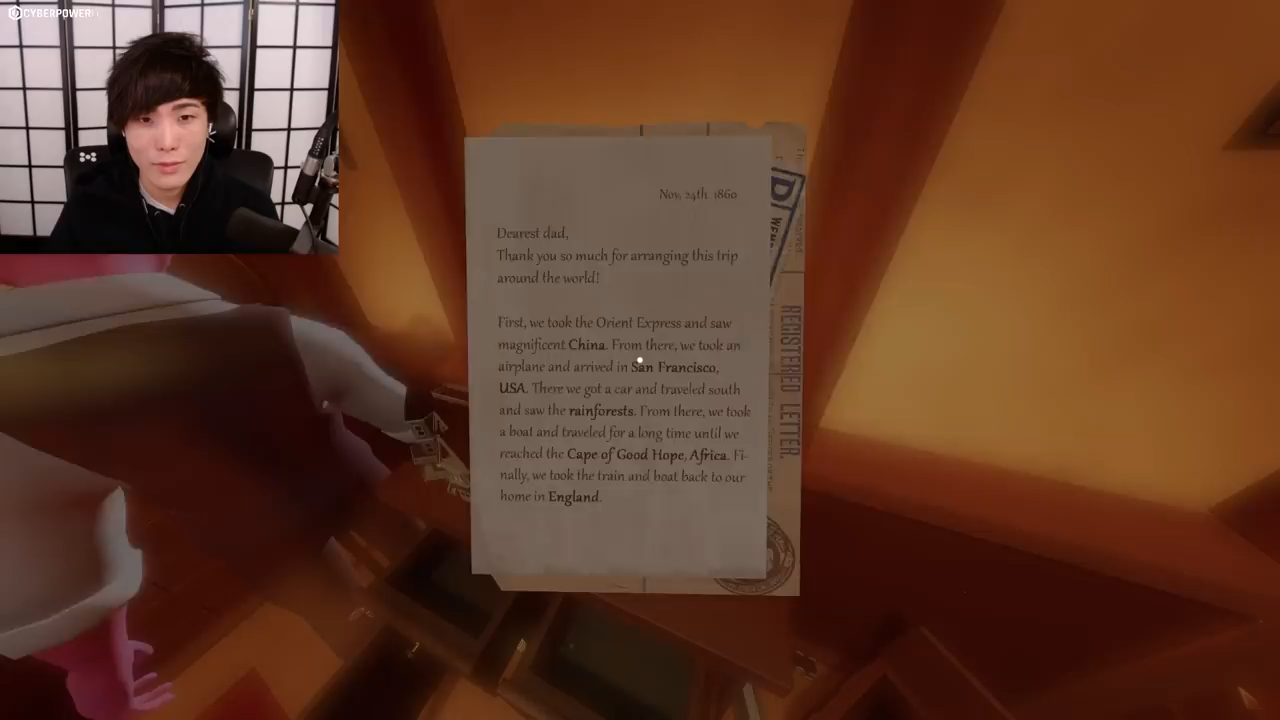 CYBERPOWER
Nov. 24th. 1860
Dearest dad,
Thank you so much for arranging this trip
around the world!
First, we took the Orient Express and saw
magnificent China. From there, we took an
airplane and arrived in San Francisco,
USA. There we got a car and traveled south
and saw the rainforests. From there, we took
a boat and traveled for a long time until we
reached the Cape of Good Hope, Africa. Fi-
nally, we took the train and boat back to our
home in England.
REGISTERED LETTER.